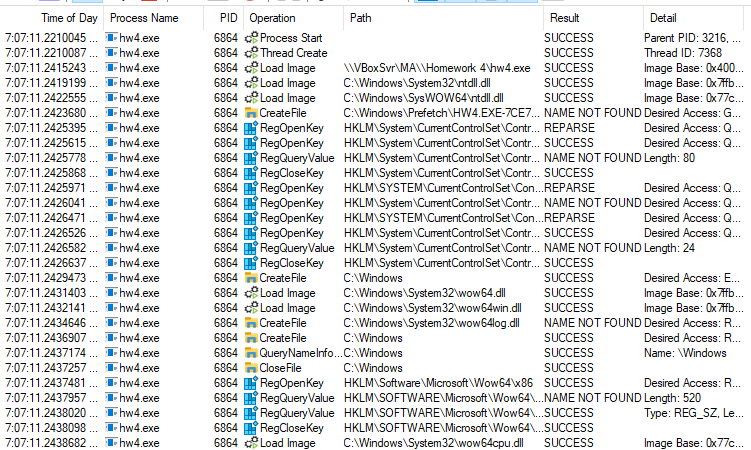 Time of Day Process Name PID Operation Path Result Detail
7:07:11.2210045 ... hw4.exe 6864 Process Start SUCCESS Parent PID: 3216, ...
7:07:11.2210087 ... hw4.exe 6864 Thread Create SUCCESS Thread ID: 7368
7:07:11.2415243 ... hw4.exe 6864 Load Image \\VBoxSvr\MA\\Homework 4\hw4.exe SUCCESS Image Base: 0x400...
7:07:11.2419199 ... hw4.exe 6864 Load Image C:\Windows\System32\ntdll.dll SUCCESS Image Base: 0x7ffb...
7:07:11.2422555 ... hw4.exe 6864 Load Image C:\Windows\SysWOW64\ntdll.dll SUCCESS Image Base: 0x77c...
7:07:11.2423680 ... hw4.exe 6864 CreateFile C:\Windows\Prefetch\HW4.EXE-7CE7... NAME NOT FOUND Desired Access: G...
7:07:11.2425395 ... hw4.exe 6864 RegOpenKey HKLM\System\CurrentControlSet\Contr... REPARSE Desired Access: Q...
7:07:11.2425615 ... hw4.exe 6864 RegOpenKey HKLM\System\CurrentControlSet\Contr... SUCCESS Desired Access: Q...
7:07:11.2425778 ... hw4.exe 6864 RegQueryValue HKLM\System\CurrentControlSet\Contr... NAME NOT FOUND Length: 80
7:07:11.2425868 ... hw4.exe 6864 RegCloseKey HKLM\System\CurrentControlSet\Contr... SUCCESS
7:07:11.2425971 ... hw4.exe 6864 RegOpenKey HKLM\SYSTEM\CurrentControlSet\Con... REPARSE Desired Access: Q...
7:07:11.2426041 ... hw4.exe 6864 RegOpenKey HKLM\System\CurrentControlSet\Contr... NAME NOT FOUND Desired Access: Q...
7:07:11.2426471 ... hw4.exe 6864 RegOpenKey HKLM\SYSTEM\CurrentControlSet\Con... REPARSE Desired Access: Q...
7:07:11.2426526 ... hw4.exe 6864 RegOpenKey HKLM\System\CurrentControlSet\Contr... SUCCESS Desired Access: Q...
7:07:11.2426582 ... hw4.exe 6864 RegQueryValue HKLM\System\CurrentControlSet\Contr... NAME NOT FOUND Length: 24
7:07:11.2426637 ... hw4.exe 6864 RegCloseKey HKLM\System\CurrentControlSet\Contr... SUCCESS
7:07:11.2429473 ... hw4.exe 6864 CreateFile C:\Windows SUCCESS Desired Access: E...
7:07:11.2431403 ... hw4.exe 6864 Load Image C:\Windows\System32\wow64.dll SUCCESS Image Base: 0x7ffb...
7:07:11.2432141 ... hw4.exe 6864 Load Image C:\Windows\System32\wow64win.dll SUCCESS Image Base: 0x7ffb...
7:07:11.2434646 ... hw4.exe 6864 CreateFile C:\Windows\System32\wow64log.dll NAME NOT FOUND Desired Access: R...
7:07:11.2436907 ... hw4.exe 6864 CreateFile C:\Windows SUCCESS Desired Access: R...
7:07:11.2437174 ... hw4.exe 6864 QueryNameInfo... C:\Windows SUCCESS Name: \Windows
7:07:11.2437257 ... hw4.exe 6864 CloseFile C:\Windows SUCCESS
7:07:11.2437481 ... hw4.exe 6864 RegOpenKey HKLM\Software\Microsoft\Wow64\x86 SUCCESS Desired Access: R...
7:07:11.2437957 ... hw4.exe 6864 RegQueryValue HKLM\SOFTWARE\Microsoft\Wow64\... NAME NOT FOUND Length: 520
7:07:11.2438020 ... hw4.exe 6864 RegQueryValue HKLM\SOFTWARE\Microsoft\Wow64\... SUCCESS Type: REG_SZ, Le...
7:07:11.2438098 ... hw4.exe 6864 RegCloseKey HKLM\SOFTWARE\Microsoft\Wow64\... SUCCESS
7:07:11.2438682 ... hw4.exe 6864 Load Image C:\Windows\System32\wow64cpu.dll SUCCESS Image Base: 0x77c...